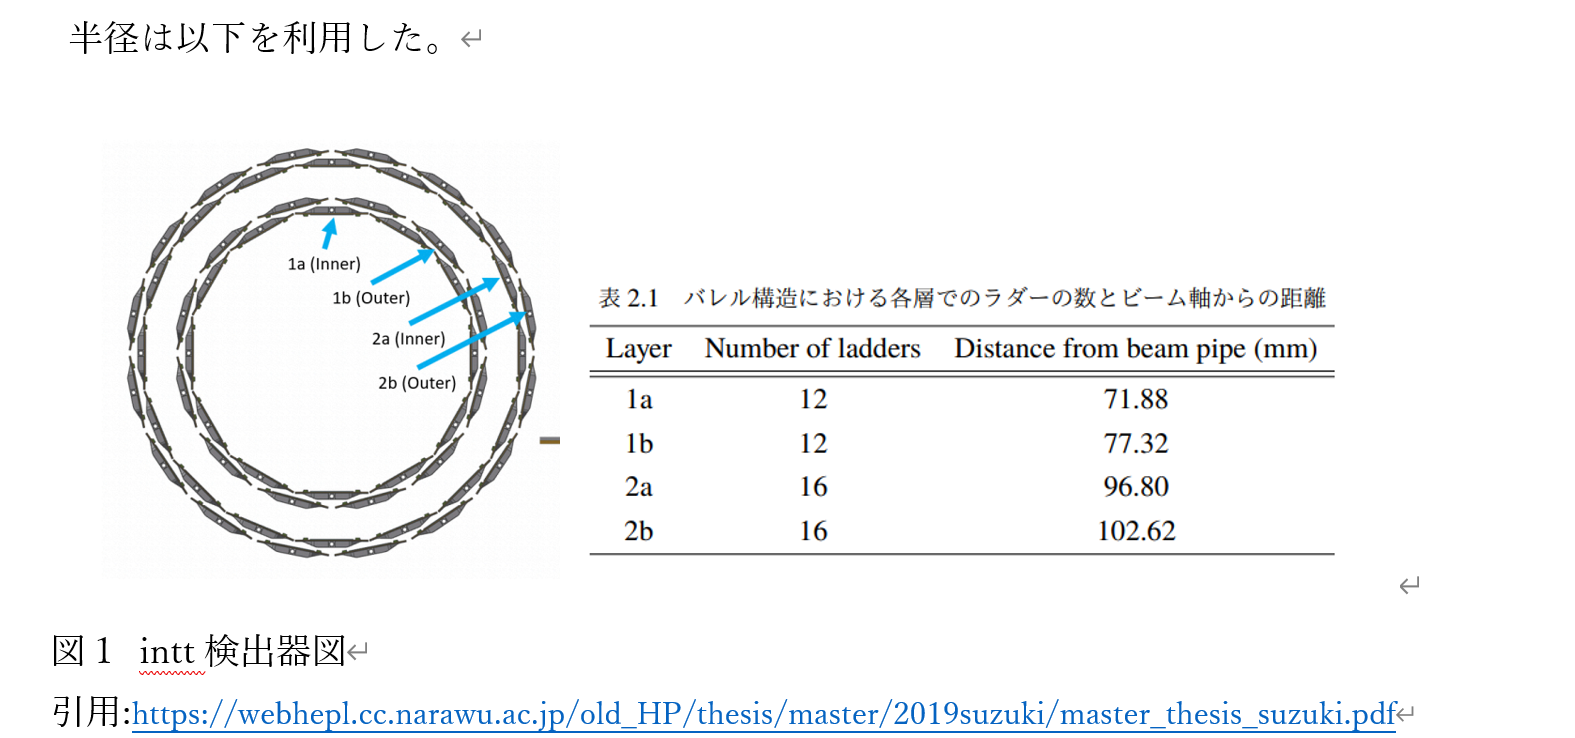 半径は以下を利用した。↵
1a (Inner)
1b (Outer)
2a (Inner)
2b (Outer)
表 2.1 バレル構造における各層でのラダーの数とビーム軸からの距離
Layer Number of ladders Distance from beam pipe (mm)
1a 12 71.88
1b 12 77.32
2a 16 96.80
2b 16 102.62
↵
図 1 intt 検出器図↵
引用:https://webhepl.cc.narawu.ac.jp/old_HP/thesis/master/2019suzuki/master_thesis_suzuki.pdf↵